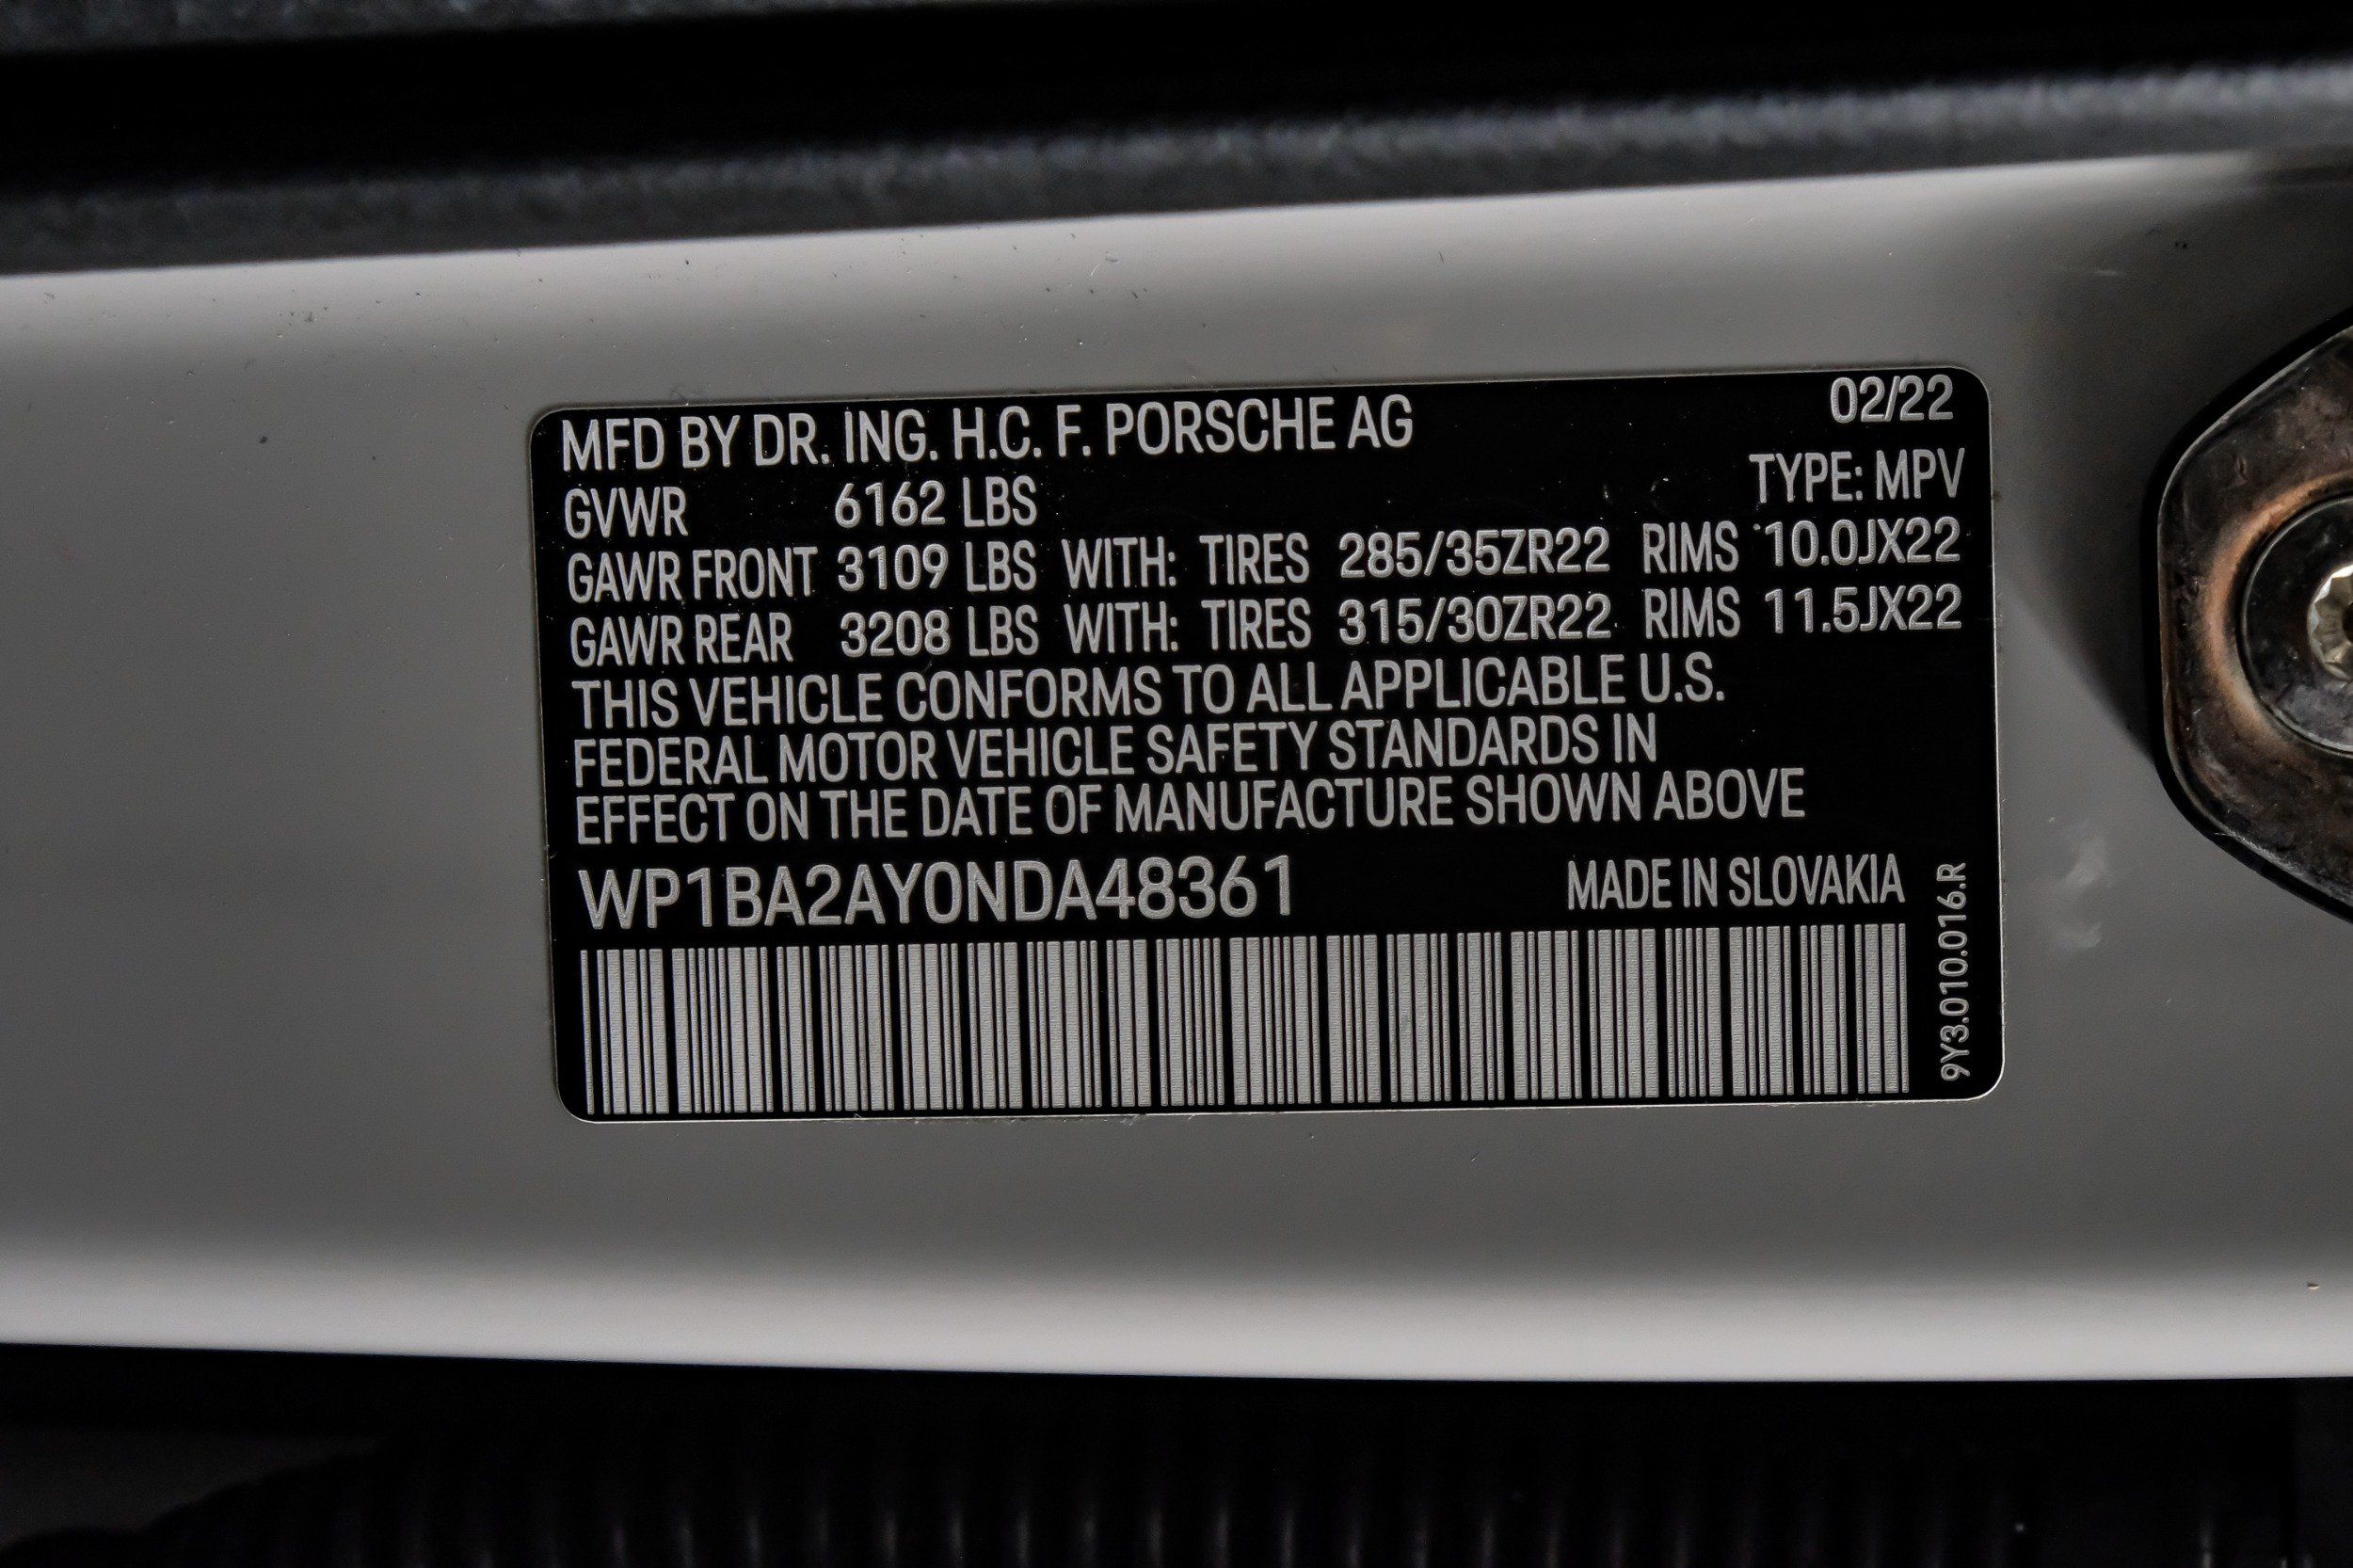 MFD BY DR. ING. H.C. F. PORSCHE AG 02/22
GVWR 6162 LBS TYPE: MPV
GAWR FRONT 3109 LBS WITH: TIRES 285/35ZR22 RIMS 10.0JX22
GAWR REAR 3208 LBS WITH: TIRES 315/30ZR22 RIMS 11.5JX22
THIS VEHICLE CONFORMS TO ALL APPLICABLE U.S.
FEDERAL MOTOR VEHICLE SAFETY STANDARDS IN
EFFECT ON THE DATE OF MANUFACTURE SHOWN ABOVE
WP1BA2AY0NDA48361 MADE IN SLOVAKIA
9Y3.010.016.R